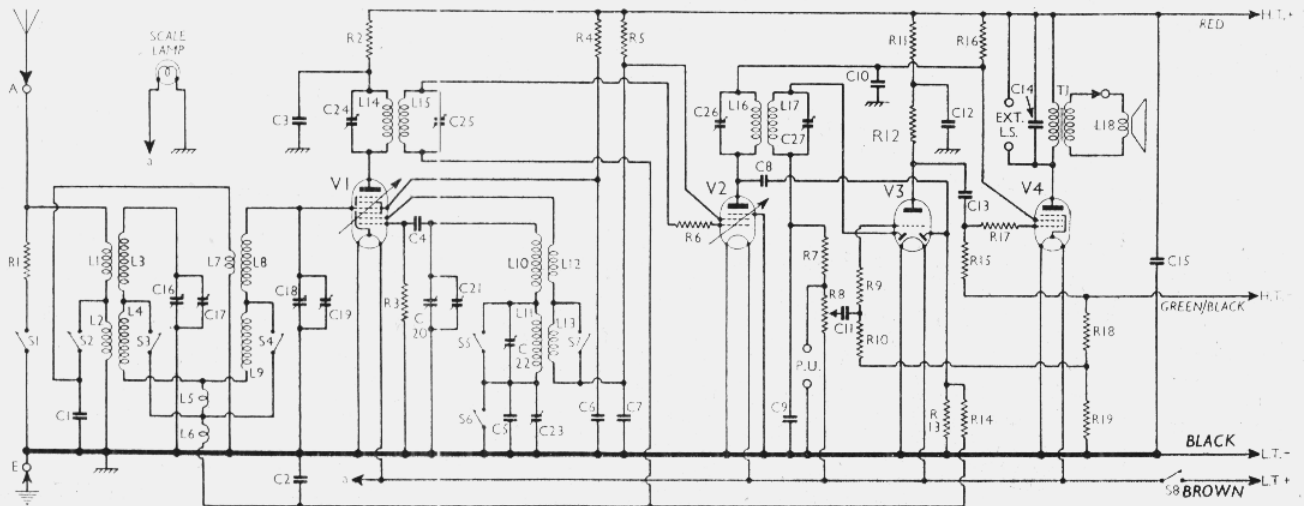 H.T.+
RED
SCALE
LAMP
R2
R4
R5
R11
R16
A
L14
L15
C24
C25
C3
C10
L16
L17
C26
C27
C12
R12
C14
EXT.
L.S.
T1
L18
V1
V2
C8
V3
C13
V4
a
R1
L1
L3
L7
L8
C4
L10
L12
R6
R7
R17
R15
C16
C17
C18
C19
R3
C
20
C21
R8
R9
C15
H.T.-
GREEN/BLACK
L2
L4
L11
L13
C11
R10
R18
S1
S2
S3
S4
S5
C
22
S7
P.U.
L9
L5
L6
C1
S6
C5
C23
C6
C7
C9
R
13
R14
R19
BLACK
L.T.-
E
C2
a
S8
BROWN
L.T+